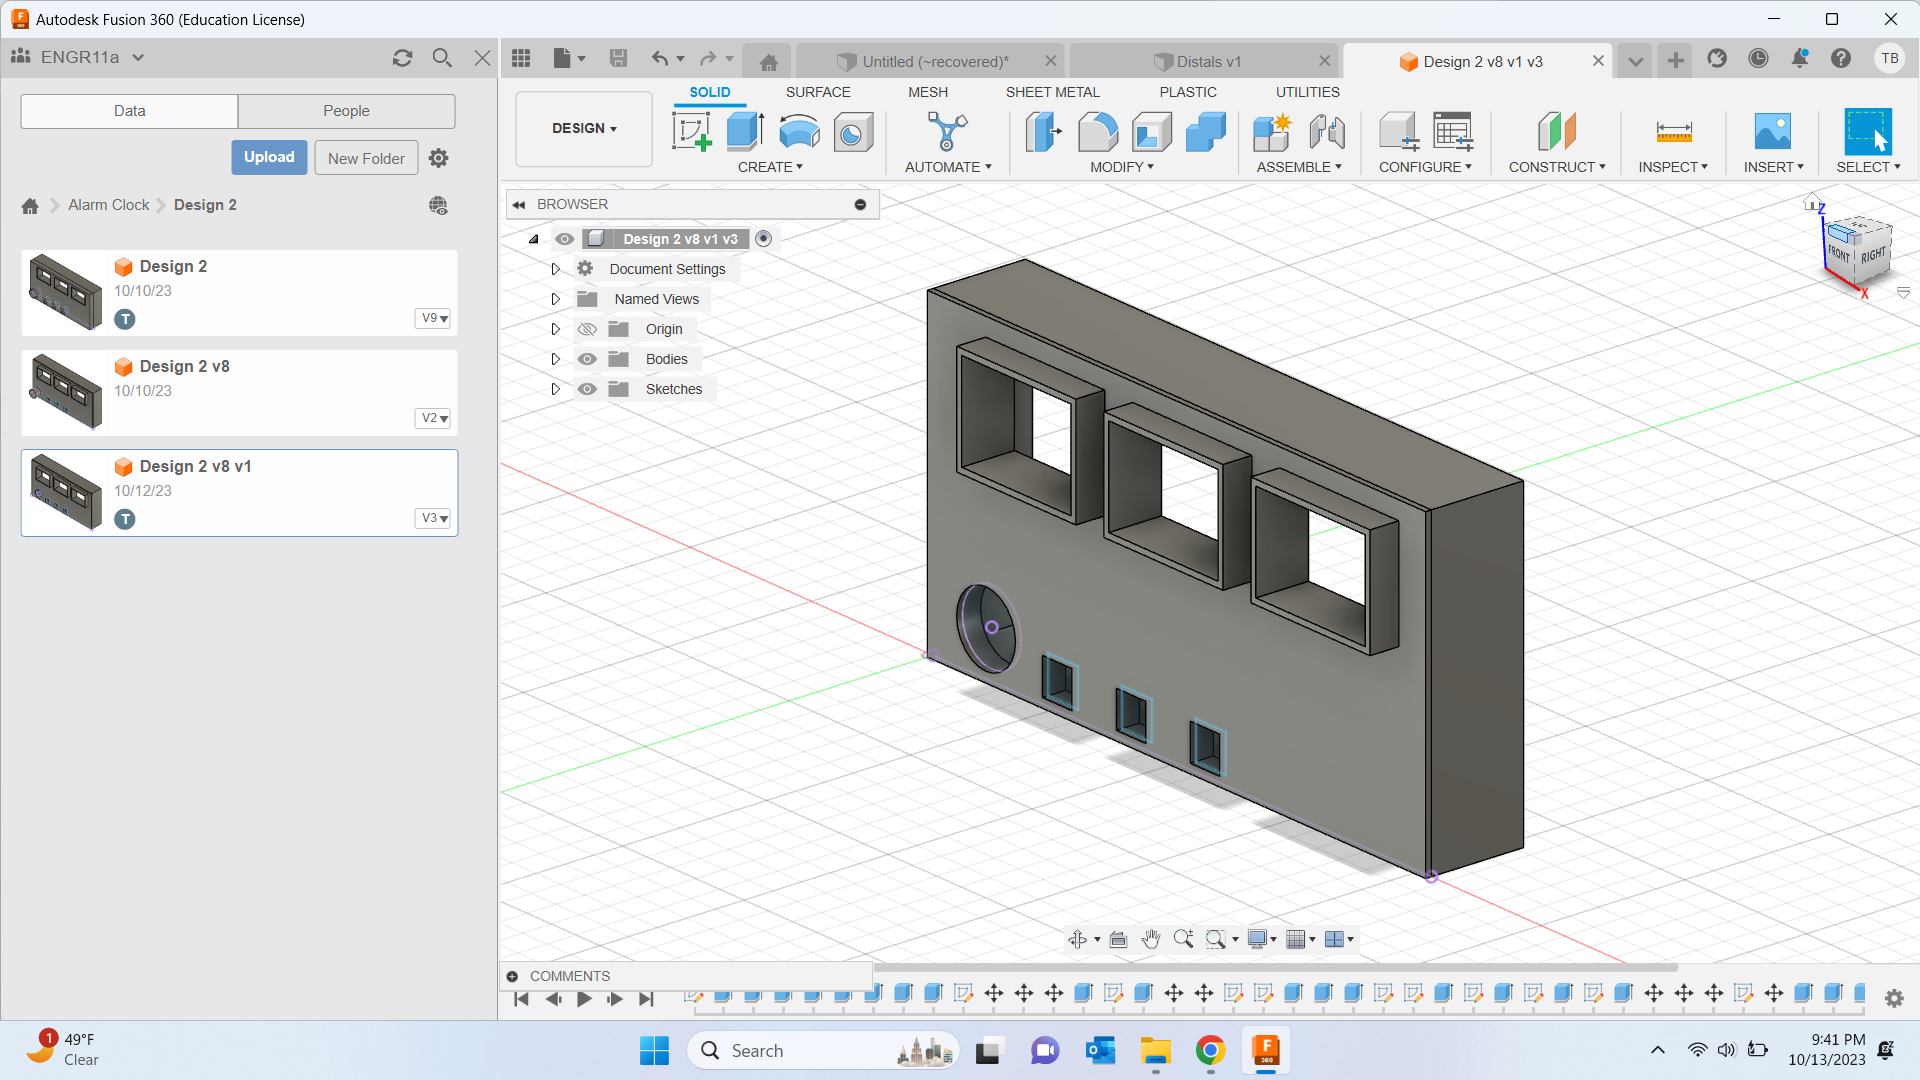 Autodesk Fusion 360 (Education License)
ENGR11a
Untitled (~recovered)*
Distals v1
Design 2 v8 v1 v3
TB
Data
People
Upload
New Folder
Alarm Clock
Design 2
Design 2
10/10/23
T
V9
Design 2 v8
10/10/23
V2
Design 2 v8 v1
10/12/23
T
V3
DESIGN
SOLID
SURFACE
MESH
SHEET METAL
PLASTIC
UTILITIES
CREATE
AUTOMATE
MODIFY
ASSEMBLE
CONFIGURE
CONSTRUCT
INSPECT
INSERT
SELECT
BROWSER
Design 2 v8 v1 v3
Document Settings
Named Views
Origin
Bodies
Sketches
Z
FRONT
RIGHT
X
COMMENTS
1
49°F
Clear
Search
F
360
9:41 PM
10/13/2023